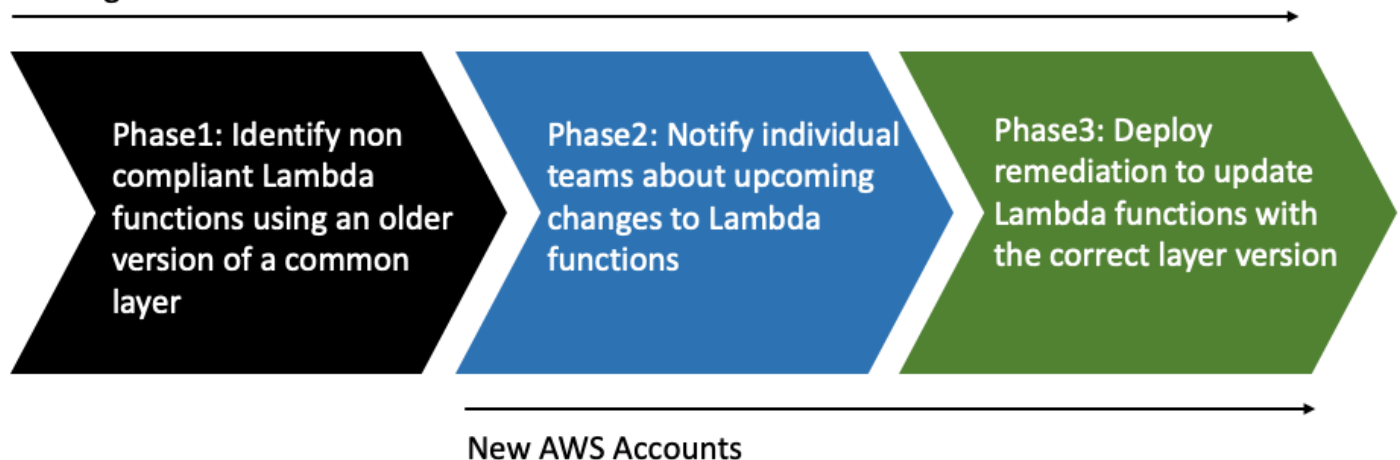 Phase1: Identify non
compliant Lambda
functions using an older
version of a common
layer
Phase2: Notify individual
teams about upcoming
changes to Lambda
functions
Phase3: Deploy
remediation to update
Lambda functions with
the correct layer version
New AWS Accounts